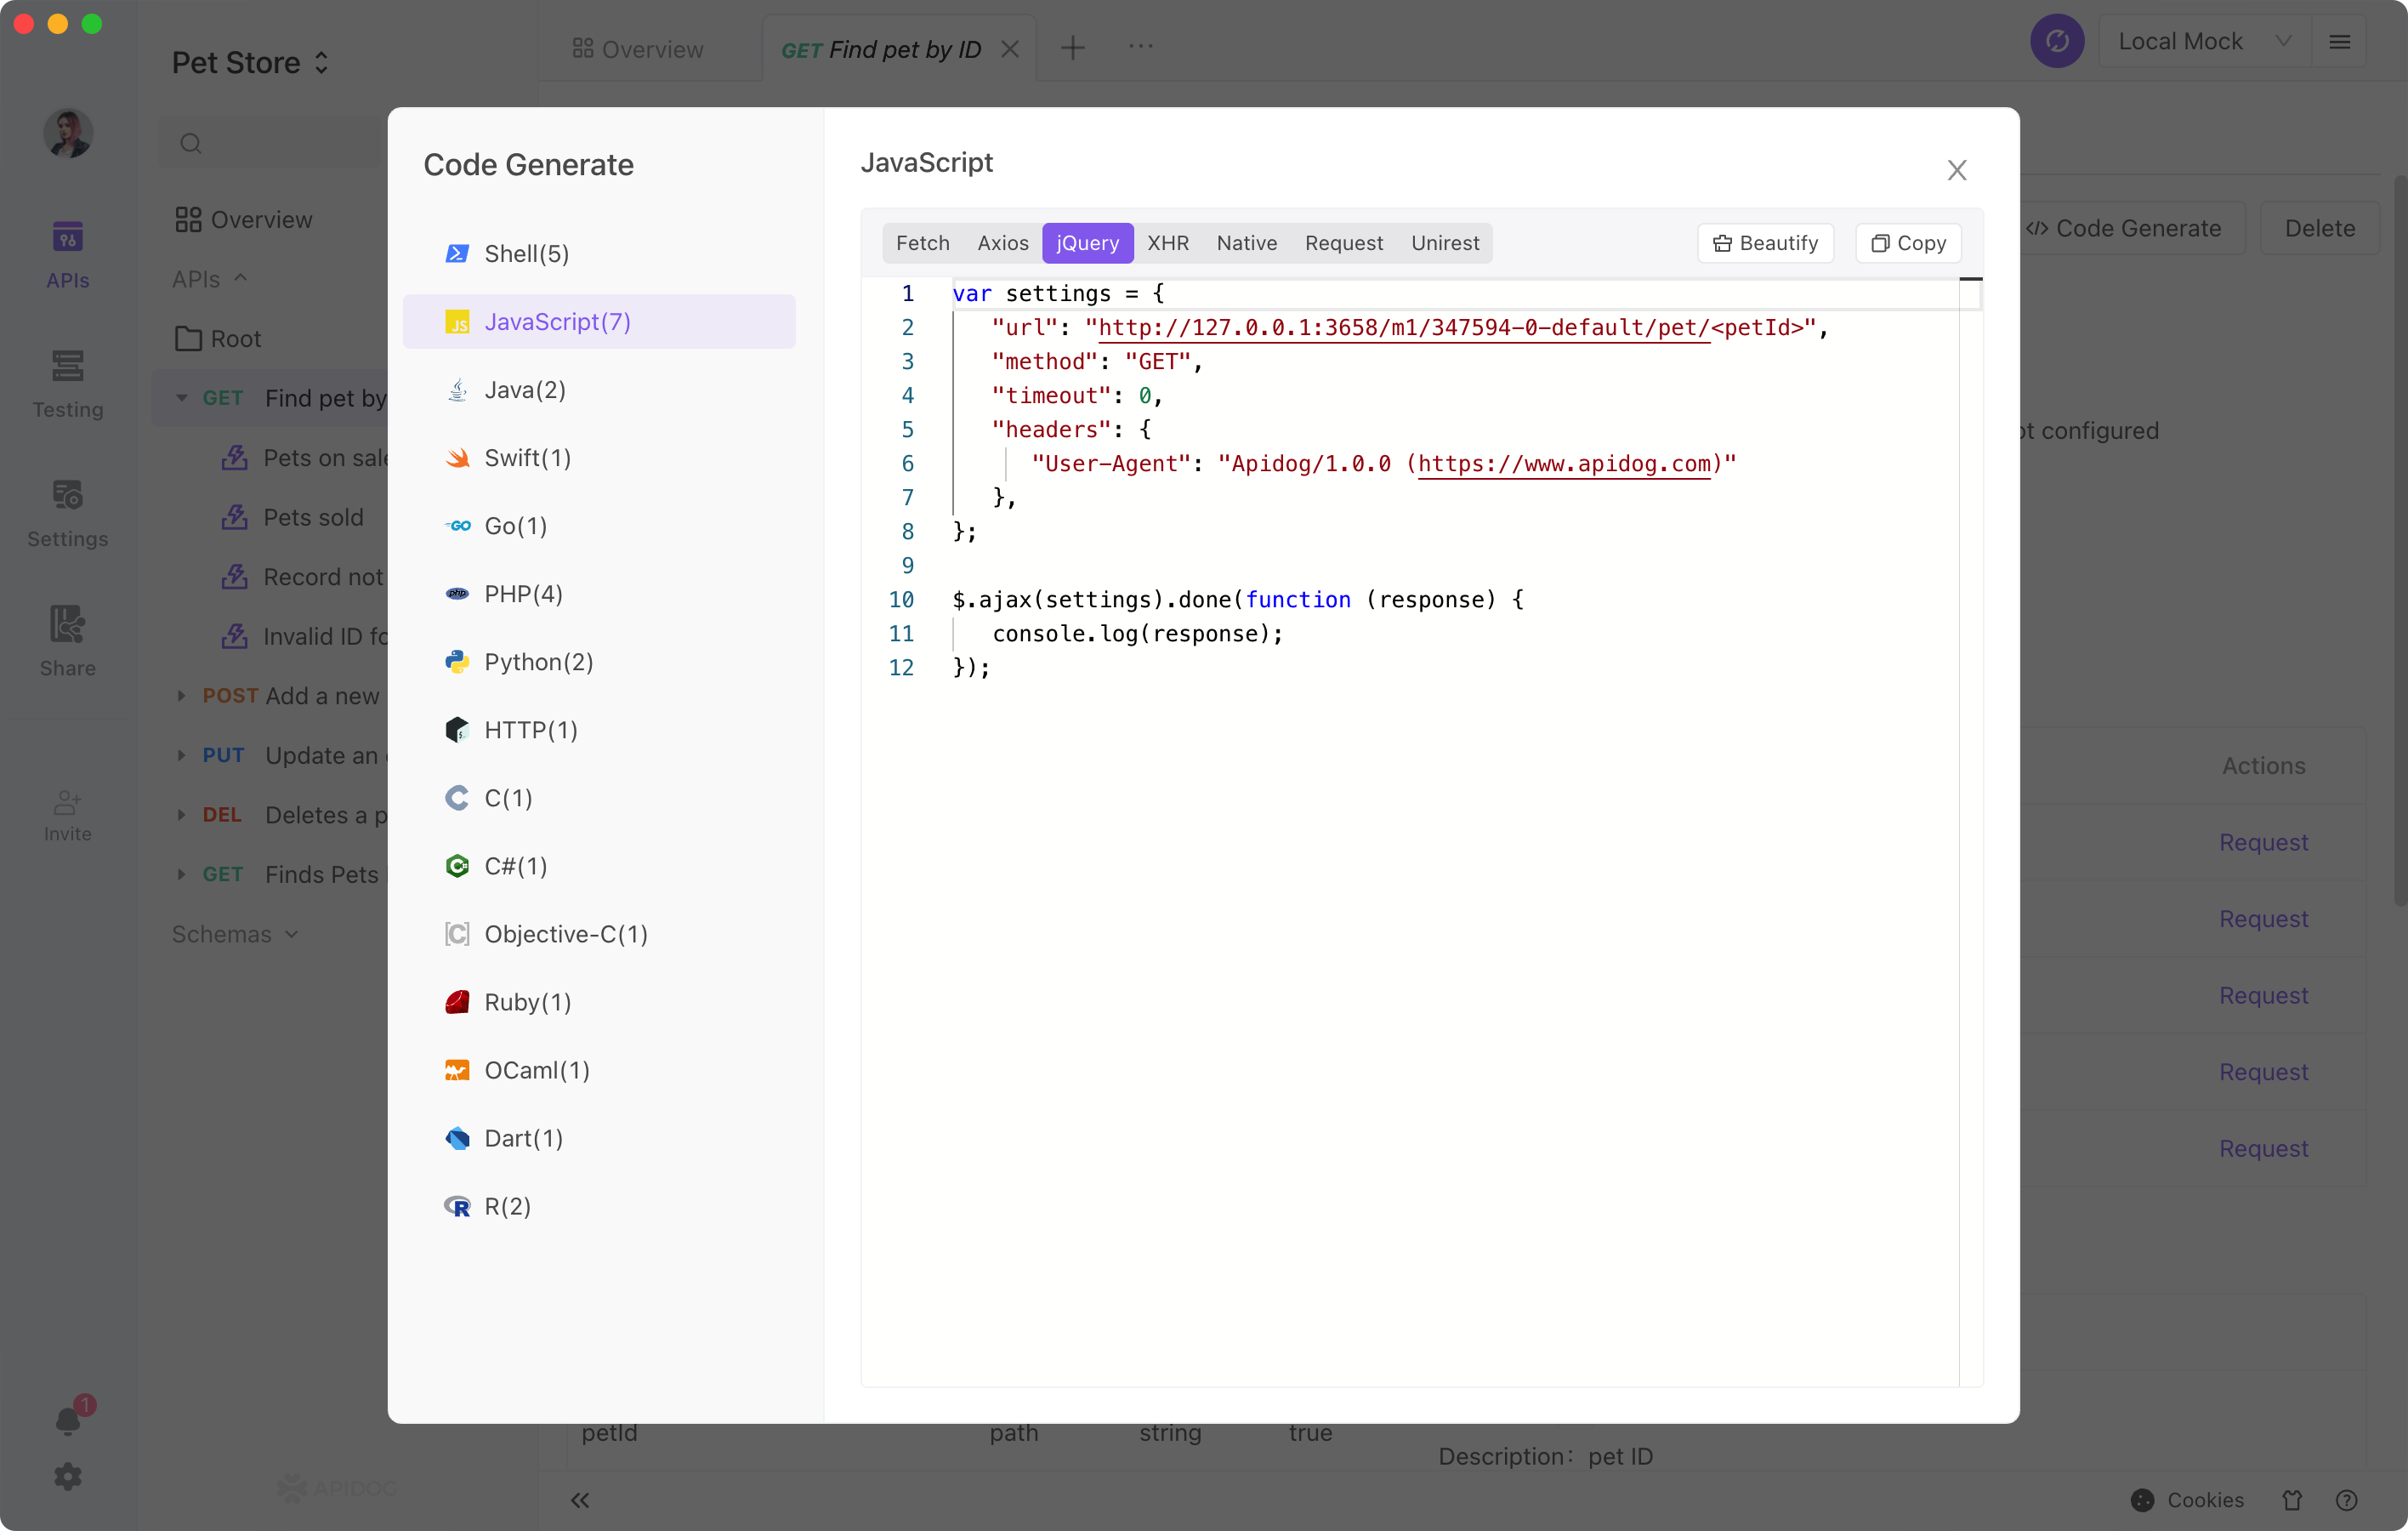 Pet Store
Overview
GET Find pet by ID
Local Mock
Overview
APIs
Root
GET Find pet by
Pets on sale
Pets sold
Record not
Invalid ID fo
POST Add a new
PUT Update an
DEL Deletes a p
GET Finds Pets
Schemas
APIDOG
APIs
Testing
Settings
Share
Invite
1
Code Generate
Shell(5)
JavaScript(7)
Java(2)
Swift(1)
Go(1)
PHP(4)
Python(2)
HTTP(1)
C(1)
C#(1)
Objective-C(1)
Ruby(1)
OCaml(1)
Dart(1)
R(2)
JavaScript
Fetch Axios jQuery XHR Native Request Unirest
Beautify Copy
1 var settings = {
2 "url": "http://127.0.0.1:3658/m1/347594-0-default/pet/<petId>",
3 "method": "GET",
4 "timeout": 0,
5 "headers": {
6 "User-Agent": "Apidog/1.0.0 (https://www.apidog.com)"
7 },
8 };
9
10 $.ajax(settings).done(function (response) {
11 console.log(response);
12 });
</> Code Generate Delete
ot configured
Actions
Request
Request
Request
Request
Request
petId path string true
Description: pet ID
Cookies